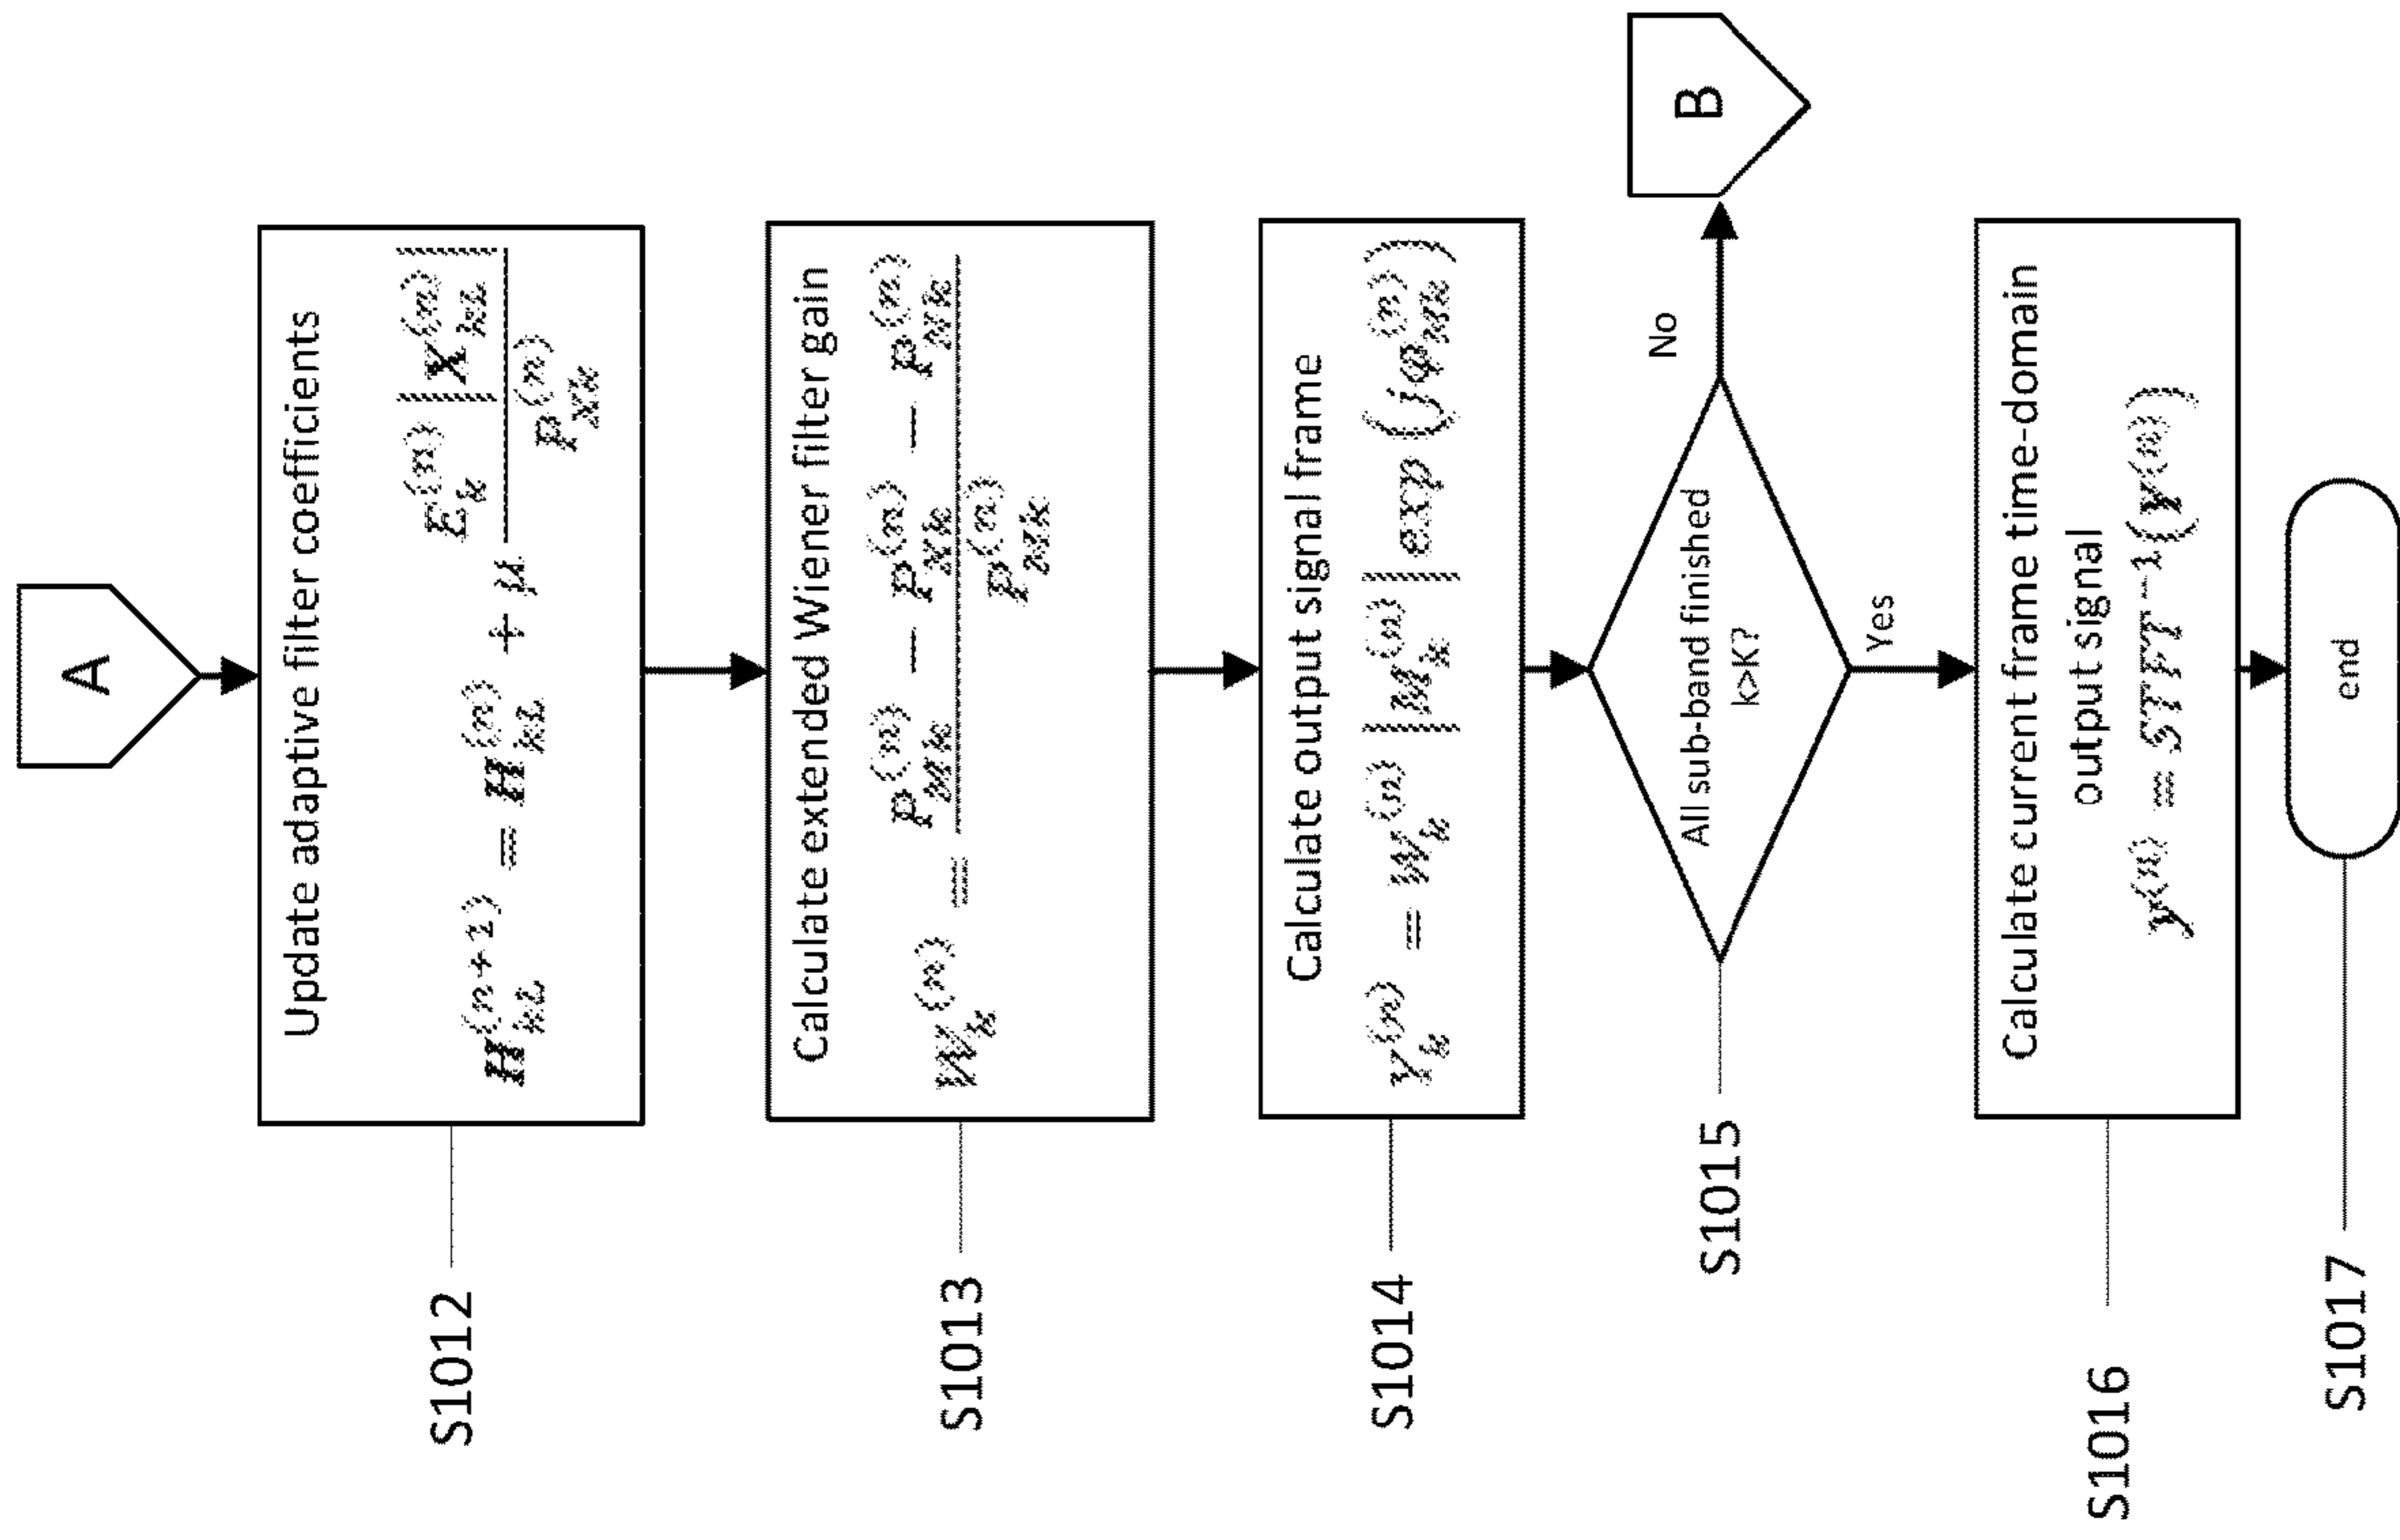 A
Update adaptive filter coefficients
H_{kL}^{(n+1)} = H_{kL}^{(n)} + μ \frac{E_k^{(n)} |X_{kL}^{(n)}|}{P_{Xk}^{(n)}}
S1012
Calculate extended Wiener filter gain
W_k^{(n)} = \frac{P_{Mk}^{(n)} - P_{Xk}^{(n)} - P_{Nk}^{(n)}}{P_{Mk}^{(n)}}
S1013
Calculate output signal frame
Y_k^{(n)} = W_k^{(n)} |M_k^{(n)}| exp (jφ_{Mk}^{(n)})
S1014
All sub-band finished
k>K?
S1015
No
B
Yes
Calculate current frame time-domain
output signal
y^{(n)} = STFT^{-1}(Y^{(n)})
S1016
end
S1017